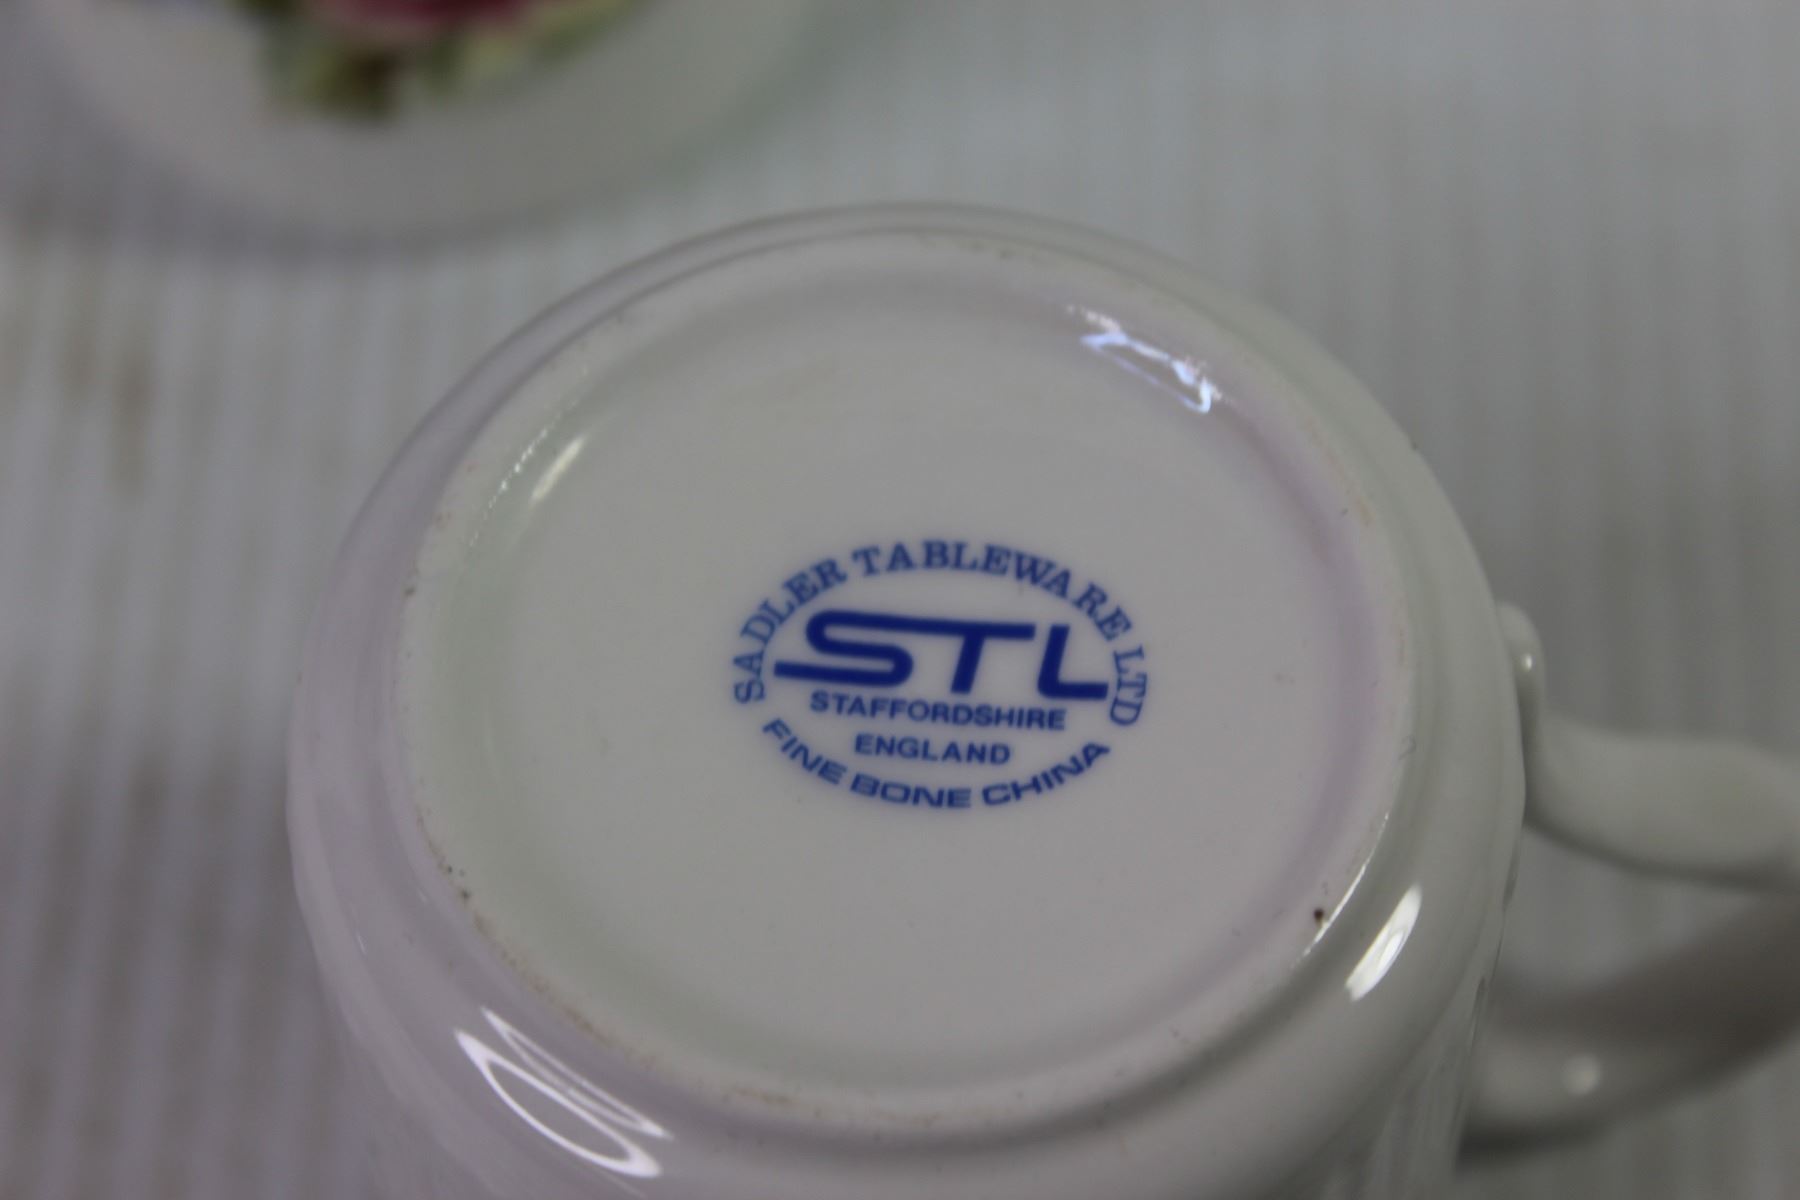 SADLER TABLEWARE LTD
STL
STAFFORDSHIRE
ENGLAND
FINE BONE CHINA